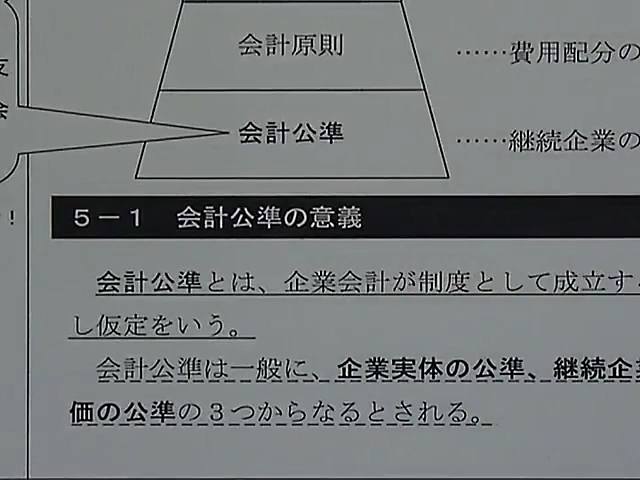 会計原則
……費用配分の
会計公準
……継続企業の
!
5－1 会計公準の意義
会計公準とは、企業会計が制度として成立す
し仮定をいう。
会計公準は一般に、企業実体の公準、継続企
価の公準の3つからなるとされる。